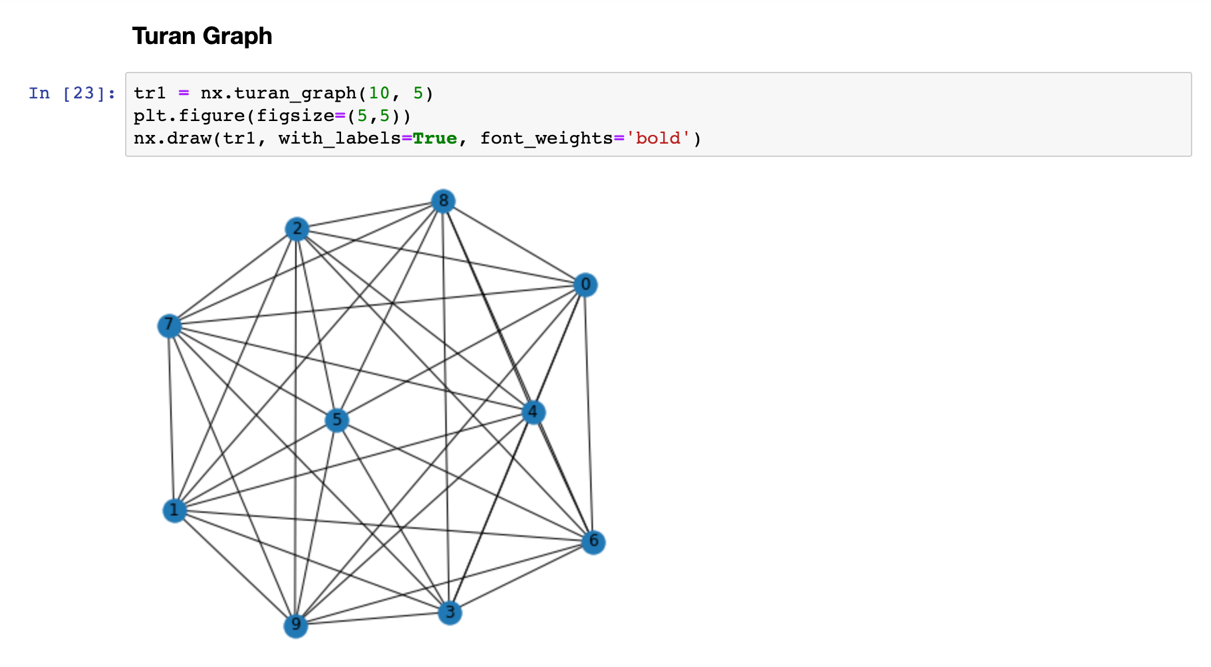 Turan Graph
In [23]: tr1 = nx.turan_graph(10, 5)
plt.figure(figsize=(5,5))
nx.draw(tr1, with_labels=True, font_weights='bold')
8
2
0
7
4
5
1
6
3
9